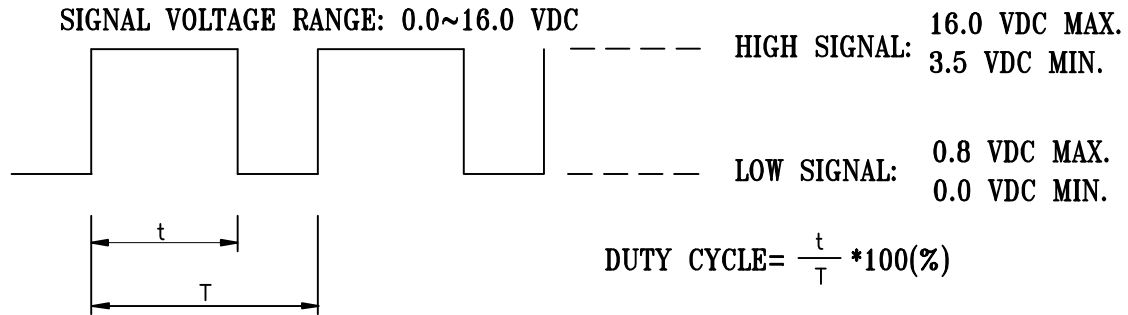 SIGNAL VOLTAGE RANGE: 0.0~16.0 VDC
HIGH SIGNAL: 16.0 VDC MAX.
3.5 VDC MIN.
LOW SIGNAL: 0.8 VDC MAX.
0.0 VDC MIN.
t
T
DUTY CYCLE= t/T *100(%)